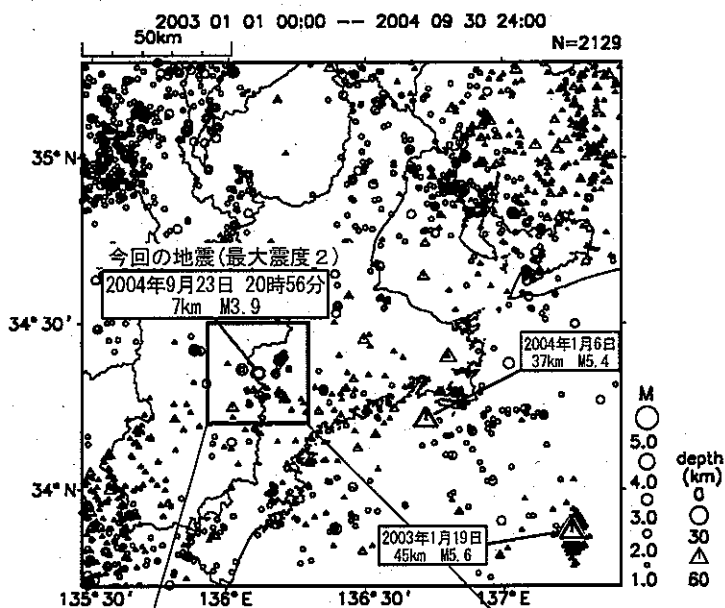 2003 01 01 00:00 -- 2004 09 30 24:00
50km
N=2129
35° N
今回の地震(最大震度2)
2004年9月23日 20時56分
7km M3.9
34° 30'
2004年1月6日
37km M5.4
34° N
2003年1月19日
45km M5.6
M
5.0
4.0
3.0
2.0
1.0
depth
(km)
0
30
60
135° 30'
136° E
136° 30'
137° E